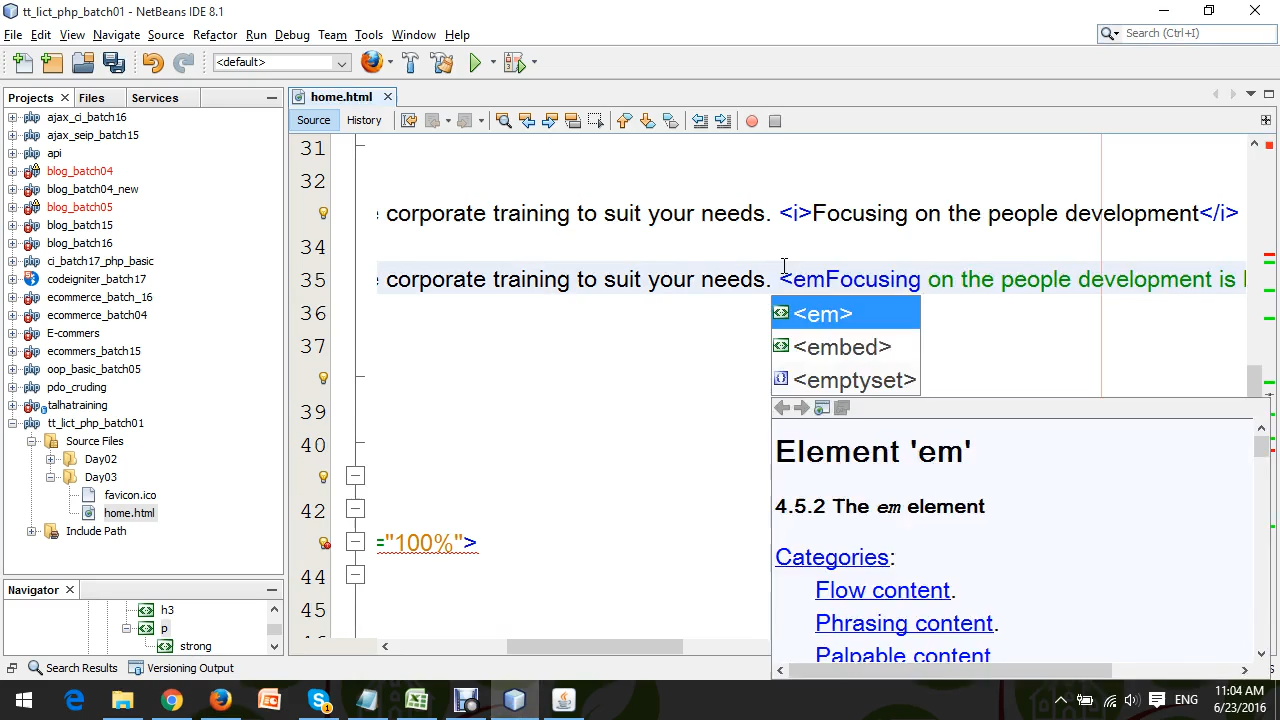 tt_lict_php_batch01 - NetBeans IDE 8.1
File Edit View Navigate Source Refactor Run Debug Team Tools Window Help
Search (Ctrl+I)
<default>
Projects Files Services
home.html
Source History
ajax_ci_batch16
ajax_seip_batch15
api
blog_batch04
blog_batch04_new
blog_batch05
blog_batch15
blog_batch16
ci_batch17_php_basic
codeigniter_batch17
ecommerce_batch_16
ecommerce_batch04
E-commers
ecommers_batch15
oop_basic_batch05
pdo_cruding
talhatraining
tt_lict_php_batch01
Source Files
Day02
Day03
favicon.ico
home.html
Include Path
31
32
corporate training to suit your needs. <i>Focusing on the people development</i>
34
35 corporate training to suit your needs. <emFocusing on the people development is
36
37
39
40
42
="100%">
44
45
<em>
<embed>
<emptyset>
Element 'em'
4.5.2 The em element
Categories:
Flow content.
Phrasing content.
Palpable content
Navigator
h3
p
strong
Search Results Versioning Output
ENG
11:04 AM
6/23/2016